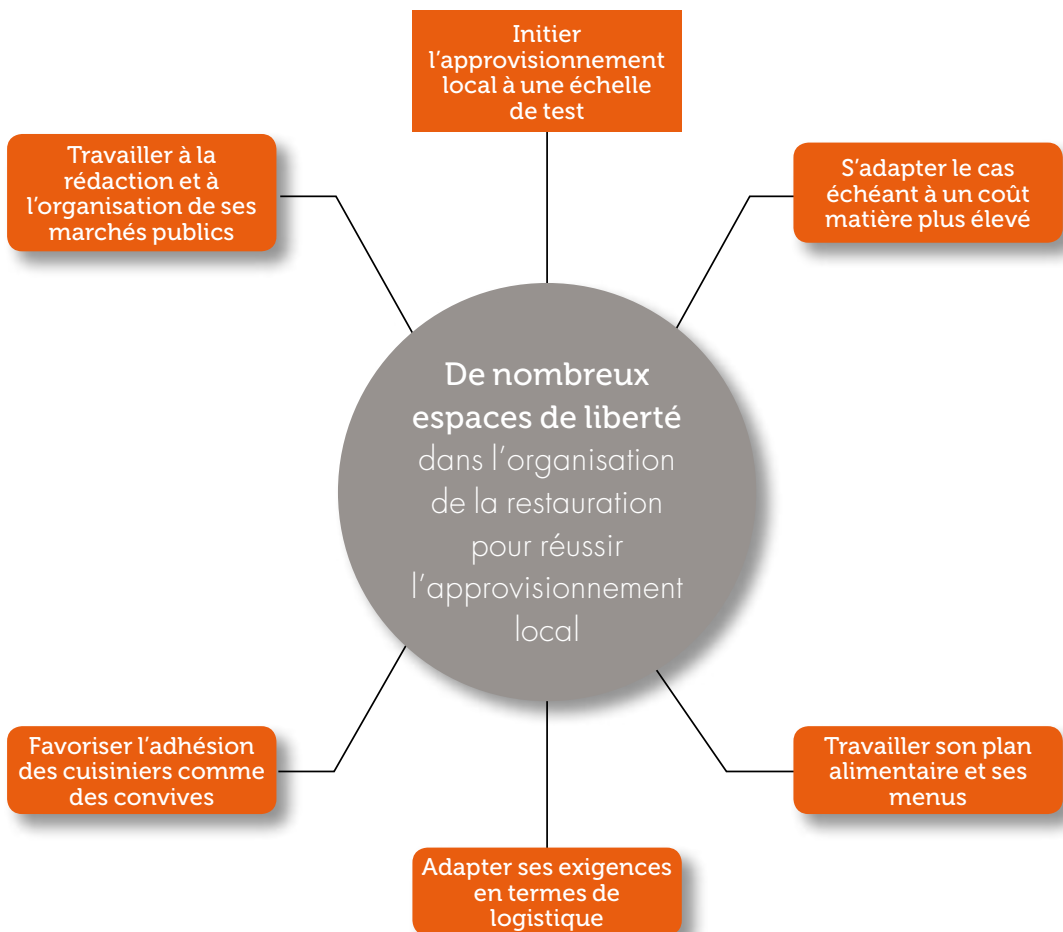 Initier
l'approvisionnement
local à une échelle
de test
Travailler à la
rédaction et à
l'organisation de ses
marchés publics
S'adapter le cas
échéant à un coût
matière plus élevé
De nombreux
espaces de liberté
dans l'organisation
de la restauration
pour réussir
l'approvisionnement
local
Favoriser l'adhésion
des cuisiniers comme
des convives
Travailler son plan
alimentaire et ses
menus
Adapter ses exigences
en termes de
logistique